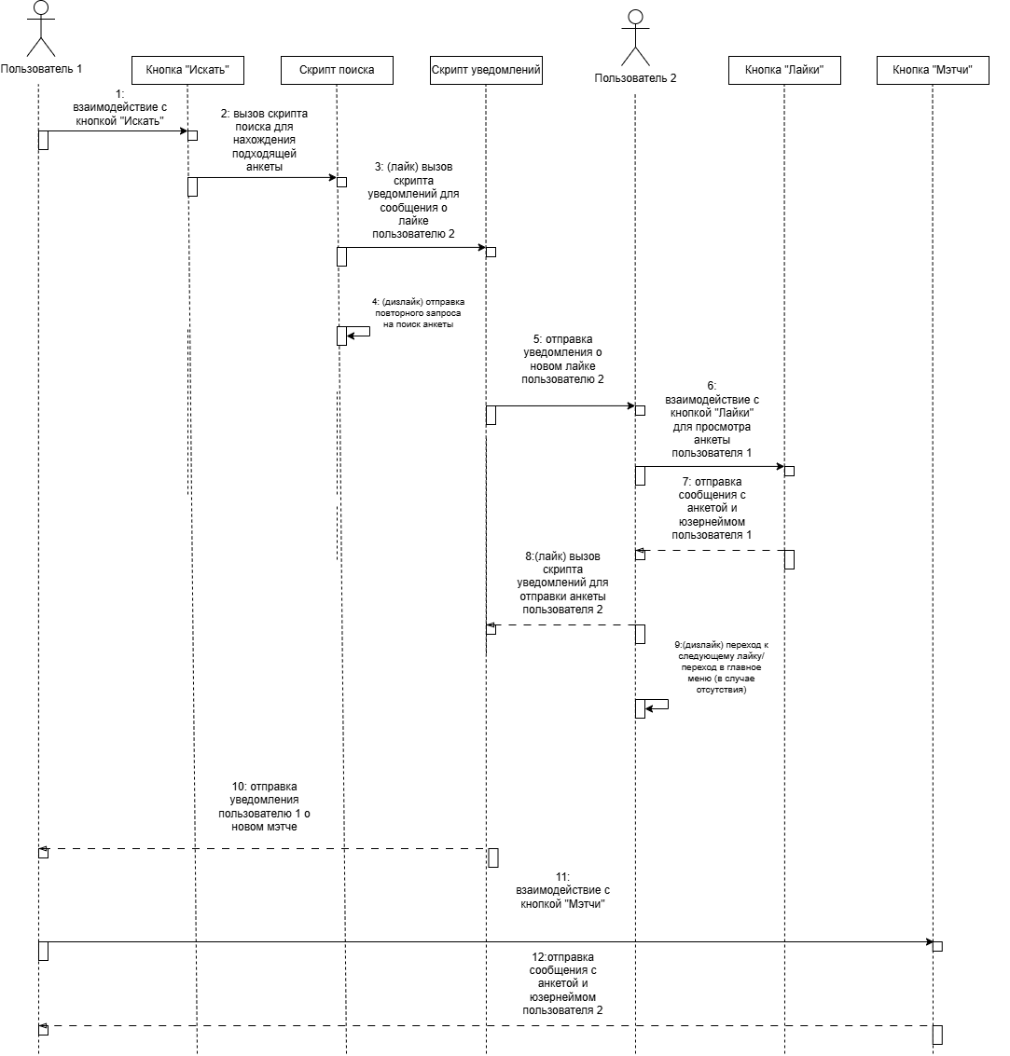 Пользователь 1
Кнопка "Искать"
Скрипт поиска
Скрипт уведомлений
Пользователь 2
Кнопка "Лайки"
Кнопка "Мэтчи"
1:
взаимодействие с
кнопкой "Искать"
2: вызов скрипта
поиска для
нахождения
подходящей
анкеты
3: (лайк) вызов
скрипта
уведомлений для
сообщения о
лайке
пользователю 2
4: (дизлайк) отправка
повторного запроса
на поиск анкеты
5: отправка
уведомления о
новом лайке
пользователю 2
6:
взаимодействие с
кнопкой "Лайки"
для просмотра
анкеты
пользователя 1
7: отправка
сообщения с
анкетой и
юзернеймом
пользователя 1
8:(лайк) вызов
скрипта
уведомлений для
отправки анкеты
пользователя 2
9:(дизлайк) переход к
следующему лайку/
переход в главное
меню (в случае
отсутствия)
10: отправка
уведомления
пользователю 1 о
новом мэтче
11:
взаимодействие с
кнопкой "Мэтчи"
12:отправка
сообщения с
анкетой и
юзернеймом
пользователя 2